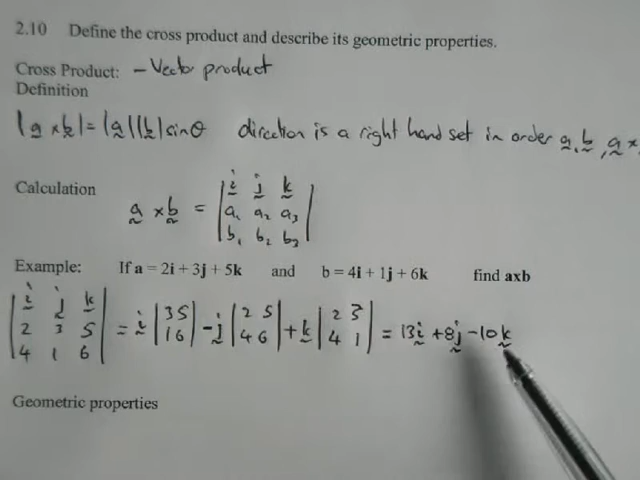 2.10 Define the cross product and describe its geometric properties.
Cross Product: - Vector product
Definition
|a x b| = |a||b| sinθ direction is a right hand set in order a, b, a x
Calculation
a x b = | i j k |
| a₁ a₂ a₃ |
| b₁ b₂ b₃ |
Example: If a = 2i + 3j + 5k and b = 4i + 1j + 6k find axb
| i j k |
| 2 3 5 | = i | 3 5 | - j | 2 5 | + k | 2 3 | = 13i + 8j - 10k
| 4 1 6 | | 1 6 | | 4 6 | | 4 1 |
Geometric properties